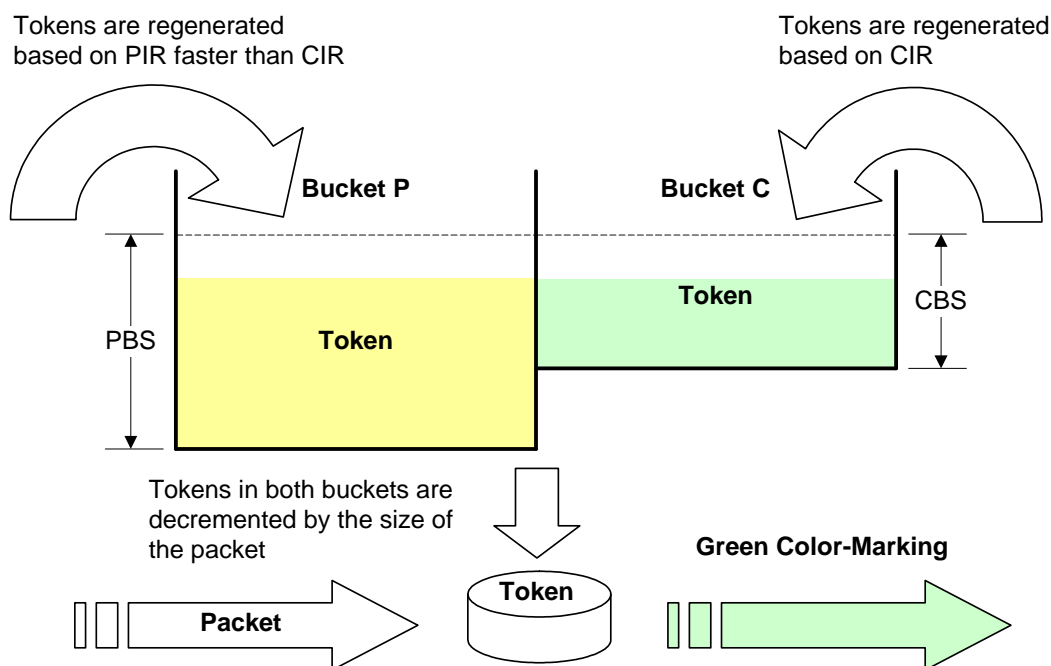 Tokens are regenerated
based on PIR faster than CIR
Tokens are regenerated
based on CIR
Bucket P
Bucket C
PBS
Token
Token
CBS
Tokens in both buckets are
decremented by the size of
the packet
Green Color-Marking
Packet
Token